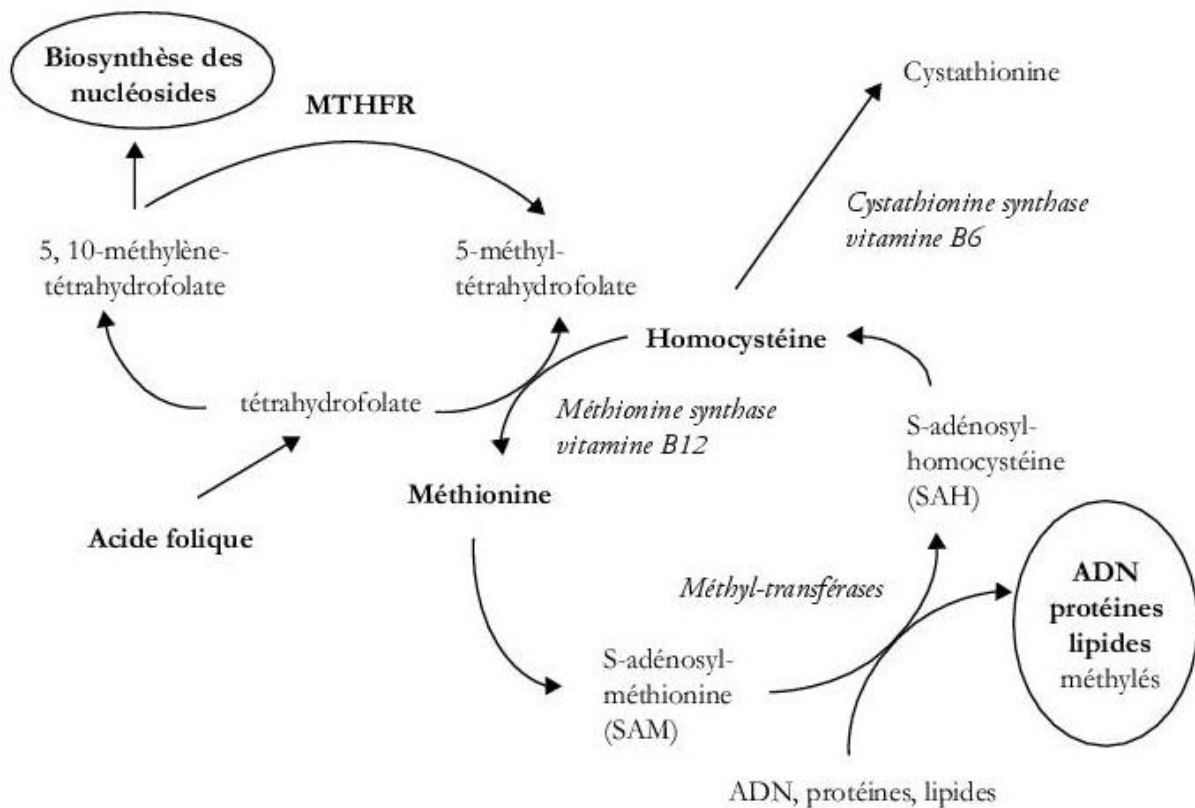 Biosynthèse des
nucléosides
MTHFR
Cystathionine
Cystathionine synthase
vitamine B6
5, 10-méthylène-
tétrahydrofolate
5-méthyl-
tétrahydrofolate
Homocystéine
tétrahydrofolate
Méthionine synthase
vitamine B12
S-adénosyl-
homocystéine
(SAH)
Méthionine
Acide folique
ADN
protéines
lipides
méthylés
Méthyl-transférases
S-adénosyl-
méthionine
(SAM)
ADN, protéines, lipides